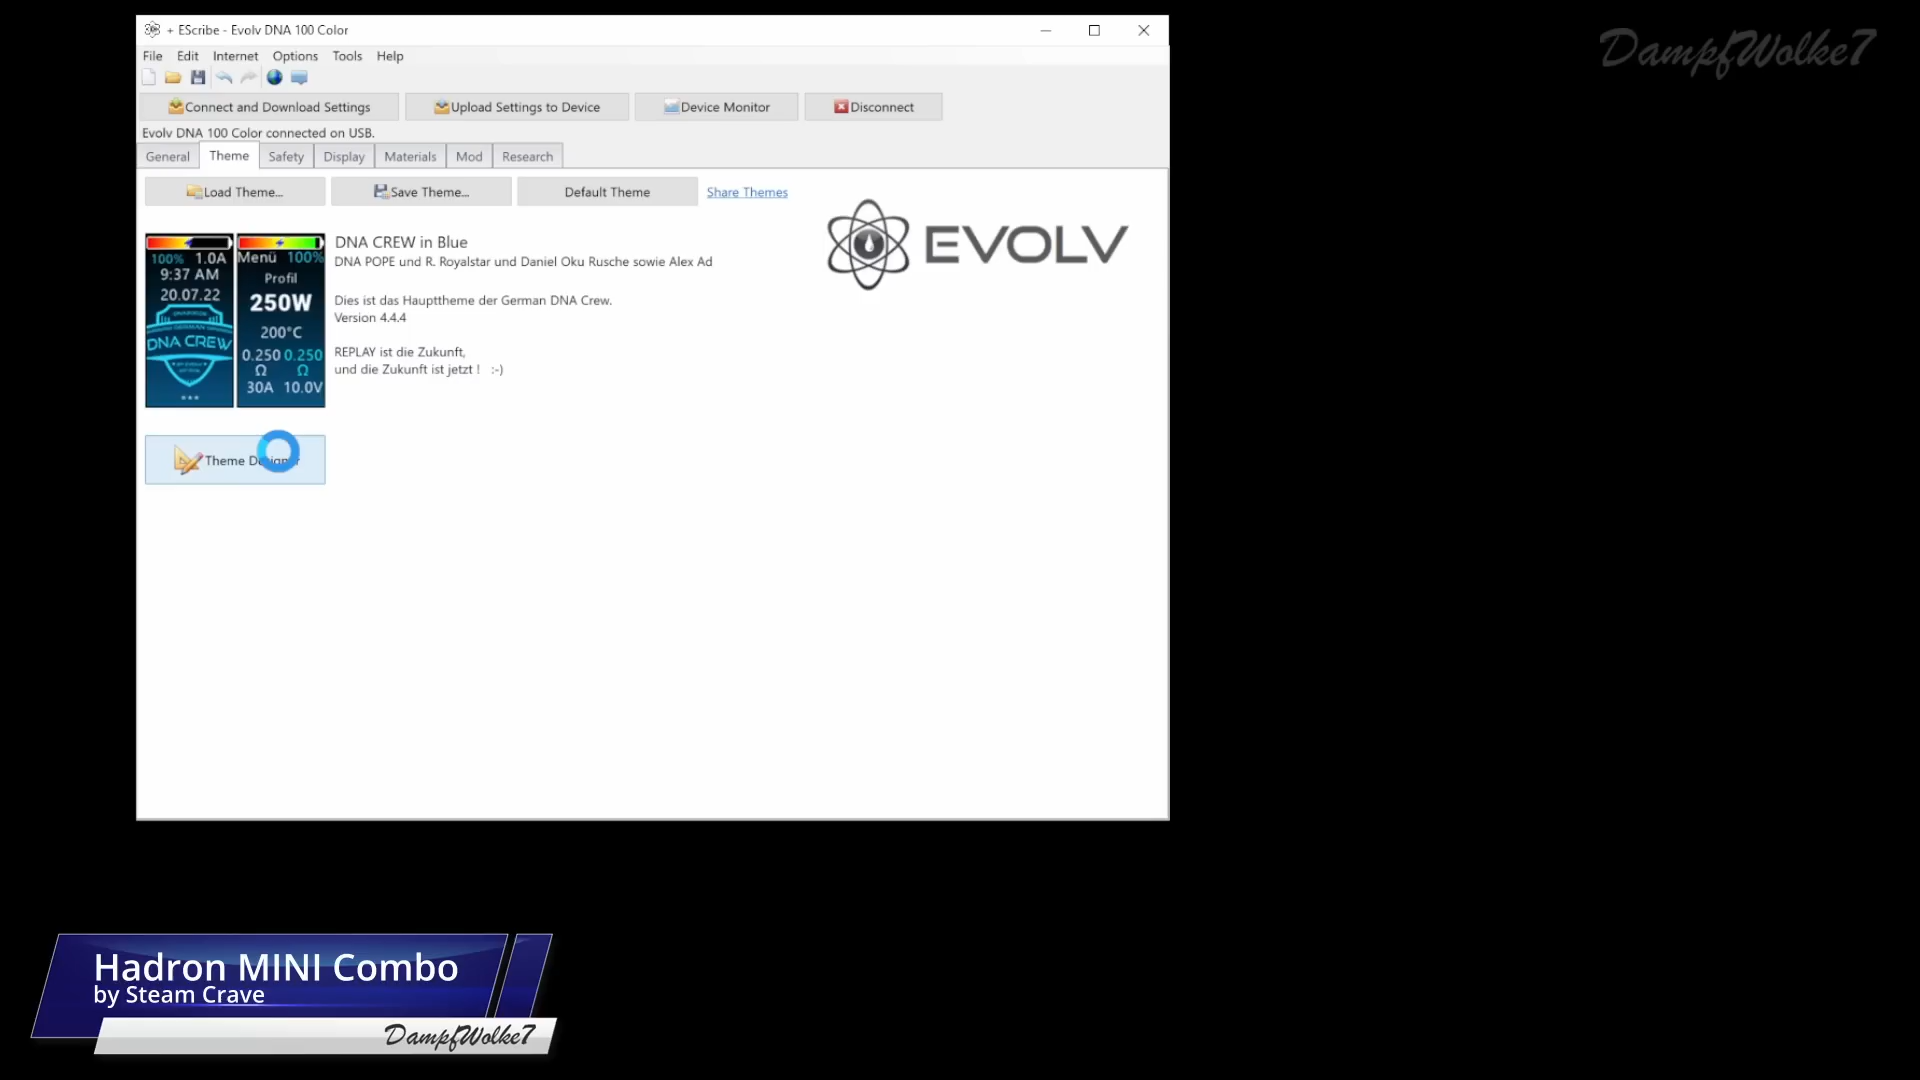 DampfWolke7
+ EScribe - Evolv DNA 100 Color
File Edit Internet Options Tools Help
Connect and Download Settings Upload Settings to Device Device Monitor Disconnect
Evolv DNA 100 Color connected on USB.
General Theme Safety Display Materials Mod Research
Load Theme... Save Theme... Default Theme Share Themes
EVOLV
100% 1.0A
9:37 AM
20.07.22
DNA CREW
Menü 100%
Profil
250W
200°C
0.250 0.250
Ω Ω
30A 10.0V
DNA CREW in Blue
DNA POPE und R. Royalstar und Daniel Oku Rusche sowie Alex Ad
Dies ist das Haupttheme der German DNA Crew.
Version 4.4.4
REPLAY ist die Zukunft,
und die Zukunft ist jetzt ! :-)
Theme Designer
Hadron MINI Combo
by Steam Crave
DampfWolke7